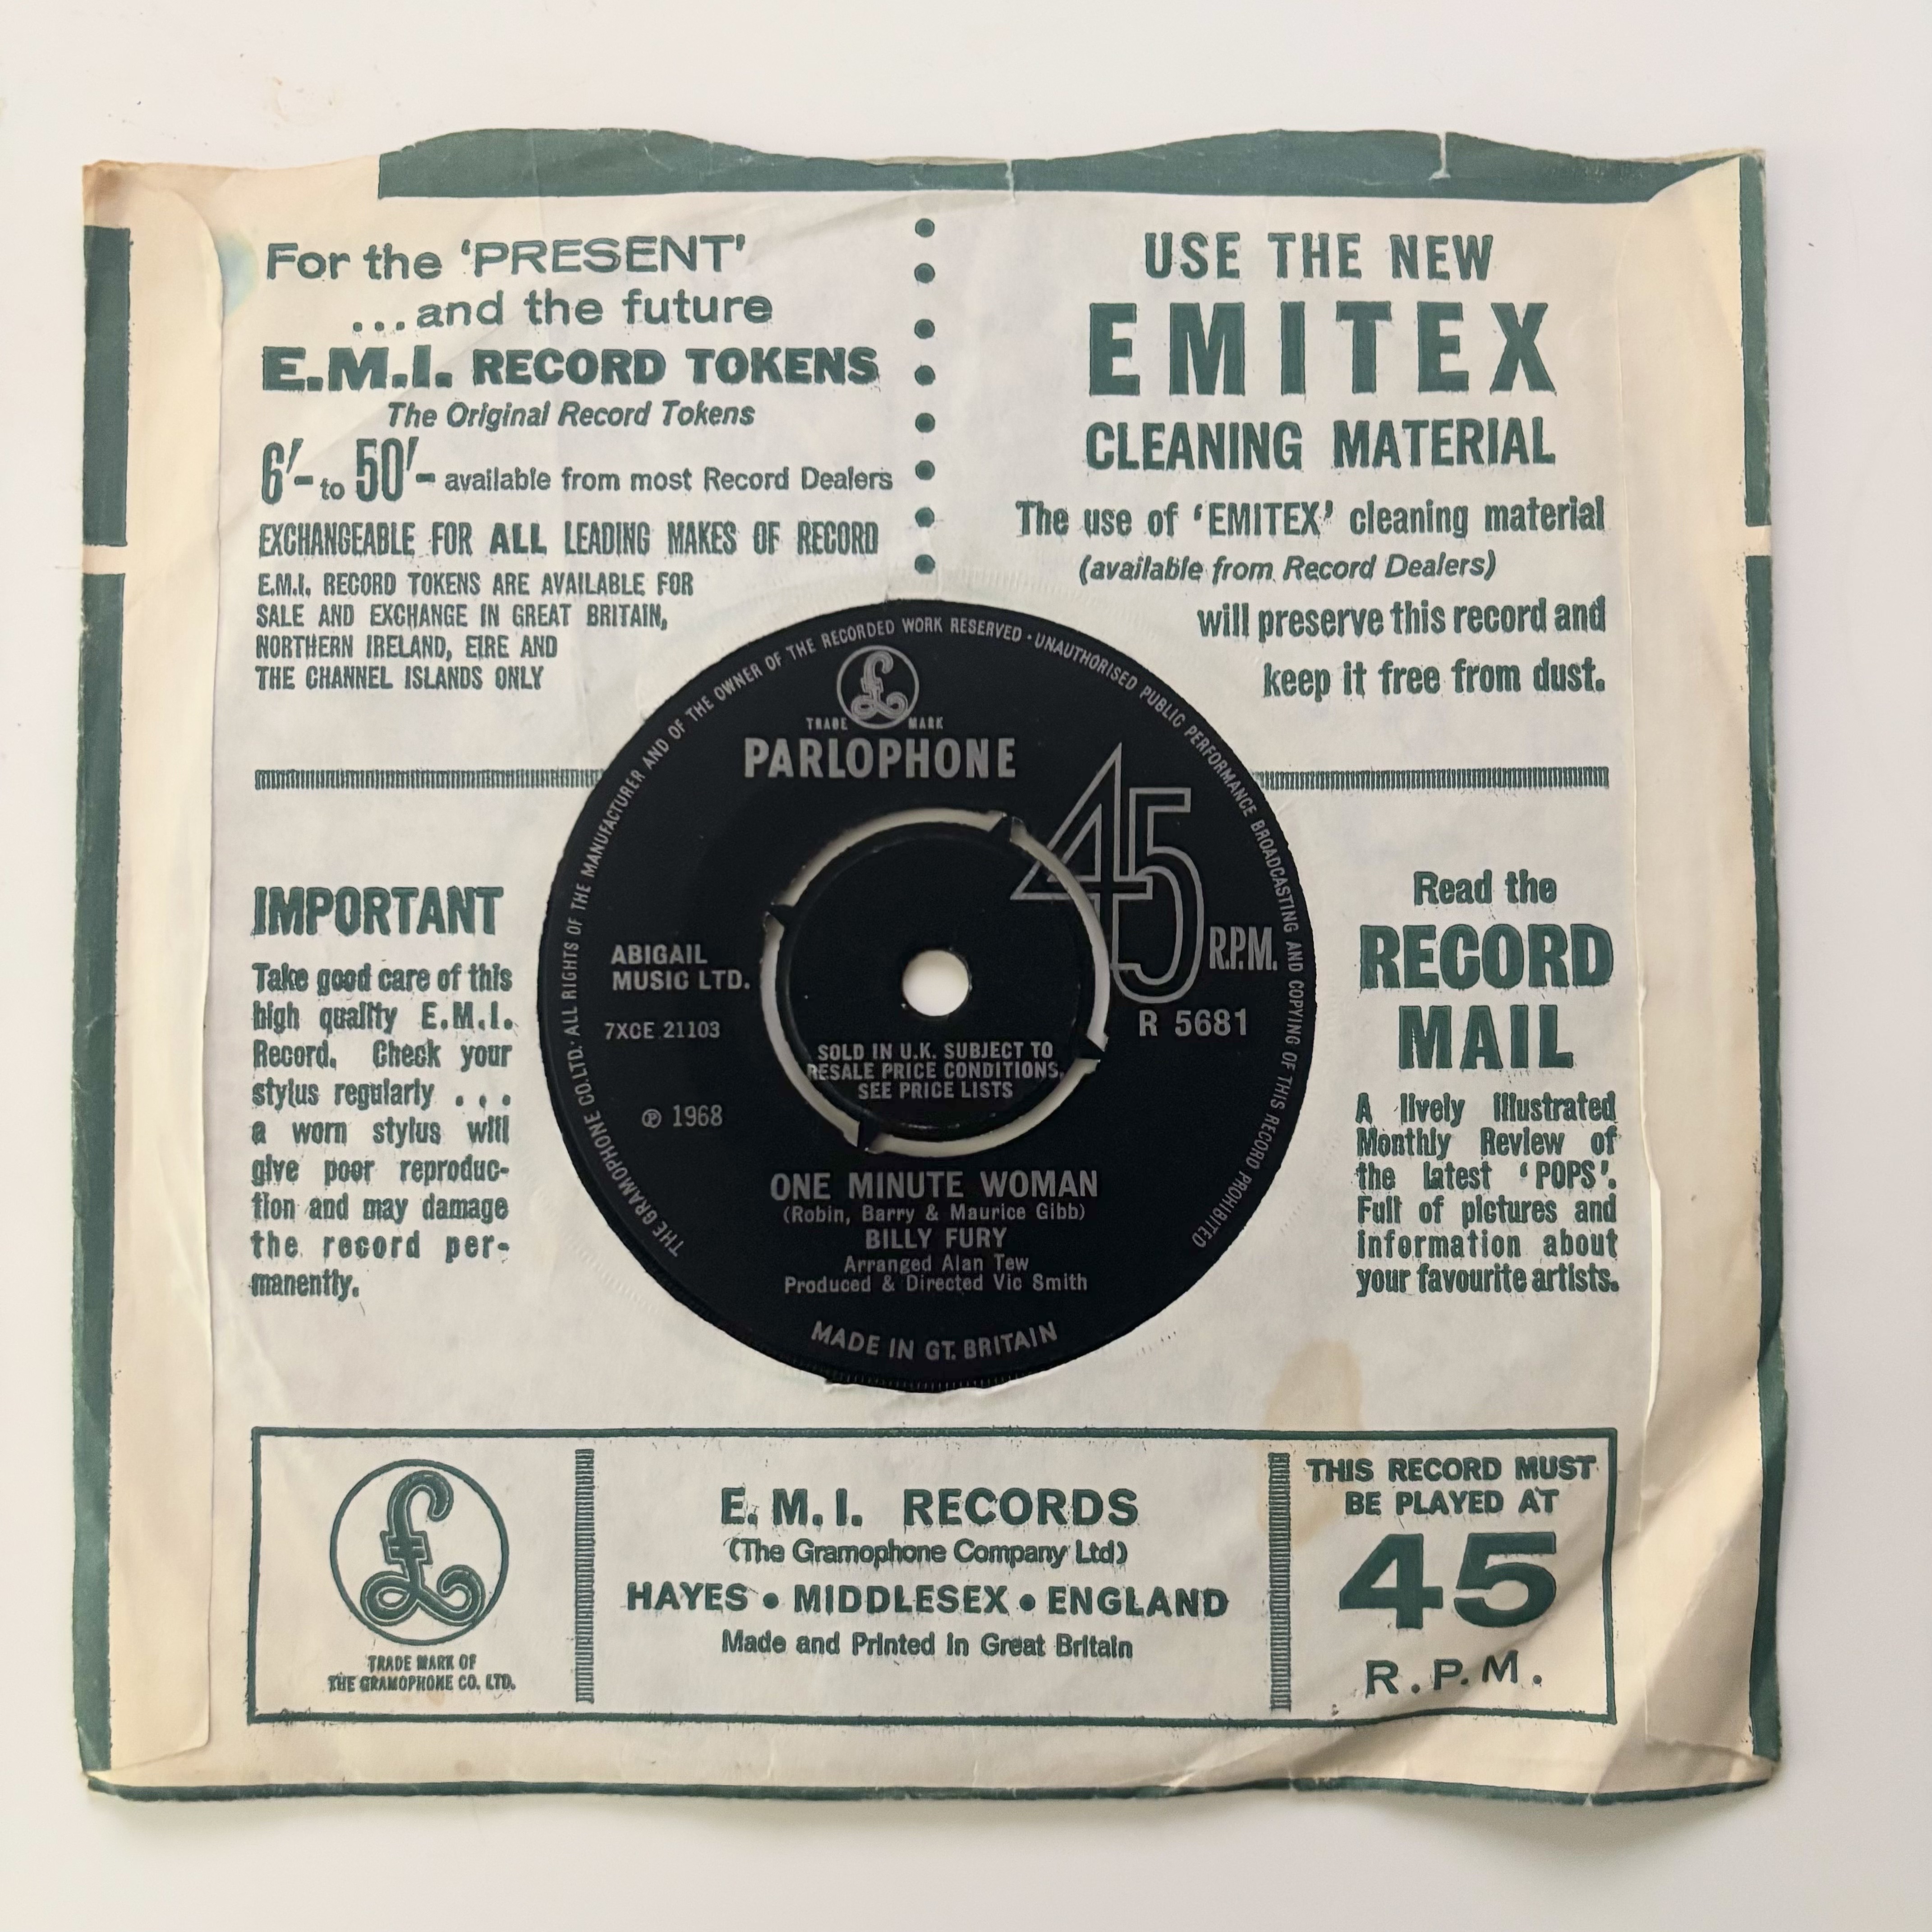 For the ‘PRESENT’
...and the future
E.M.I. RECORD TOKENS
The Original Record Tokens
6/- to 50/- available from most Record Dealers
EXCHANGEABLE FOR ALL LEADING MAKES OF RECORD
E.M.I. RECORD TOKENS ARE AVAILABLE FOR
SALE AND EXCHANGE IN GREAT BRITAIN,
NORTHERN IRELAND, EIRE AND
THE CHANNEL ISLANDS ONLY
USE THE NEW
EMITEX
CLEANING MATERIAL
The use of ‘EMITEX’ cleaning material
(available from Record Dealers)
will preserve this record and
keep it free from dust.
IMPORTANT
Take good care of this
high quality E.M.I.
Record. Check your
stylus regularly . . .
a worn stylus will
give poor reproduc-
tion and may damage
the record per-
manently.
THE GRAMOPHONE CO.LTD. ALL RIGHTS OF THE MANUFACTURER AND OF THE OWNER OF THE RECORDED WORK RESERVED · UNAUTHORISED PUBLIC PERFORMANCE BROADCASTING AND COPYING OF THIS RECORD PROHIBITED
£
TRADE MARK
PARLOPHONE
45
R.P.M.
ABIGAIL
MUSIC LTD.
7XCE 21103
R 5681
SOLD IN U.K. SUBJECT TO
RESALE PRICE CONDITIONS.
SEE PRICE LISTS
℗ 1968
ONE MINUTE WOMAN
(Robin, Barry & Maurice Gibb)
BILLY FURY
Arranged Alan Tew
Produced & Directed Vic Smith
MADE IN GT. BRITAIN
Read the
RECORD
MAIL
A lively illustrated
Monthly Review of
the latest ‘POPS’.
Full of pictures and
information about
your favourite artists.
£
TRADE MARK OF
THE GRAMOPHONE CO. LTD.
E.M.I. RECORDS
(The Gramophone Company Ltd)
HAYES • MIDDLESEX • ENGLAND
Made and Printed in Great Britain
THIS RECORD MUST
BE PLAYED AT
45
R.P.M.